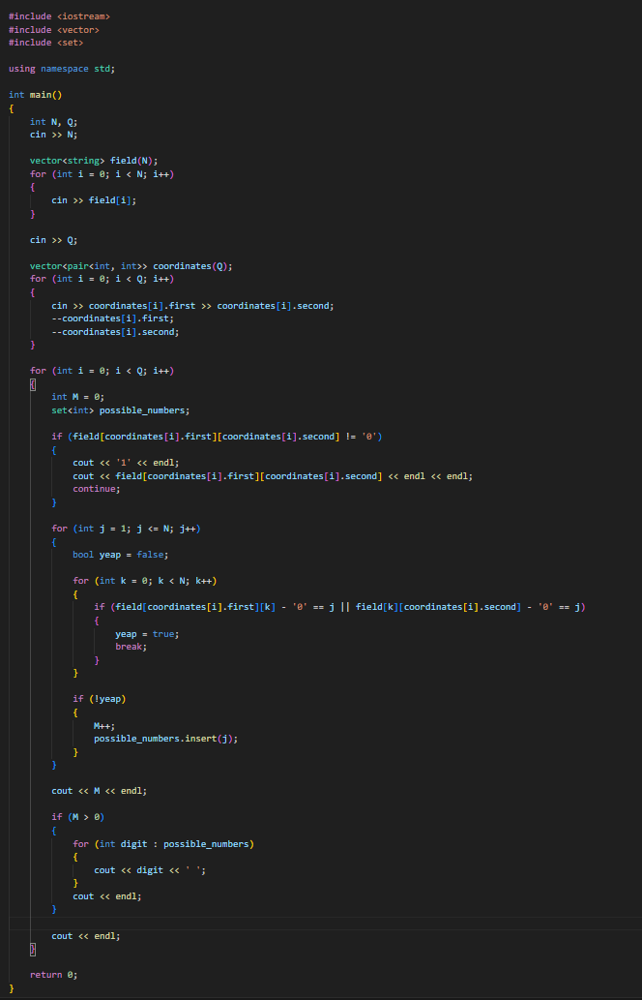 #include <iostream>
#include <vector>
#include <set>

using namespace std;

int main()
{
    int N, Q;
    cin >> N;

    vector<string> field(N);
    for (int i = 0; i < N; i++)
    {
        cin >> field[i];
    }

    cin >> Q;

    vector<pair<int, int>> coordinates(Q);
    for (int i = 0; i < Q; i++)
    {
        cin >> coordinates[i].first >> coordinates[i].second;
        --coordinates[i].first;
        --coordinates[i].second;
    }

    for (int i = 0; i < Q; i++)
    {
        int M = 0;
        set<int> possible_numbers;

        if (field[coordinates[i].first][coordinates[i].second] != '0')
        {
            cout << '1' << endl;
            cout << field[coordinates[i].first][coordinates[i].second] << endl << endl;
            continue;
        }

        for (int j = 1; j <= N; j++)
        {
            bool yeap = false;

            for (int k = 0; k < N; k++)
            {
                if (field[coordinates[i].first][k] - '0' == j || field[k][coordinates[i].second] - '0' == j)
                {
                    yeap = true;
                    break;
                }
            }

            if (!yeap)
            {
                M++;
                possible_numbers.insert(j);
            }
        }

        cout << M << endl;

        if (M > 0)
        {
            for (int digit : possible_numbers)
            {
                cout << digit << ' ';
            }
            cout << endl;
        }

        cout << endl;
    }

    return 0;
}